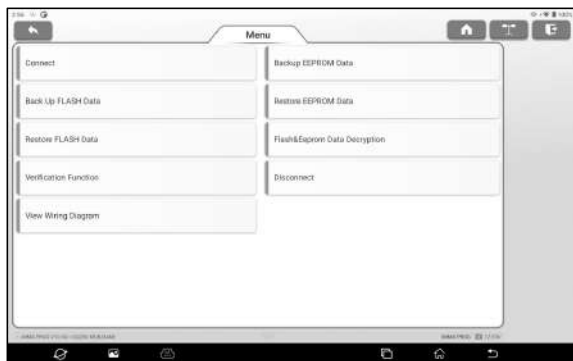 Menu
Connect
Backup EEPROM Data
Back Up FLASH Data
Restore EEPROM Data
Restore FLASH Data
Flash&Eeprom Data Decryption
Verification Function
Disconnect
View Wiring Diagram